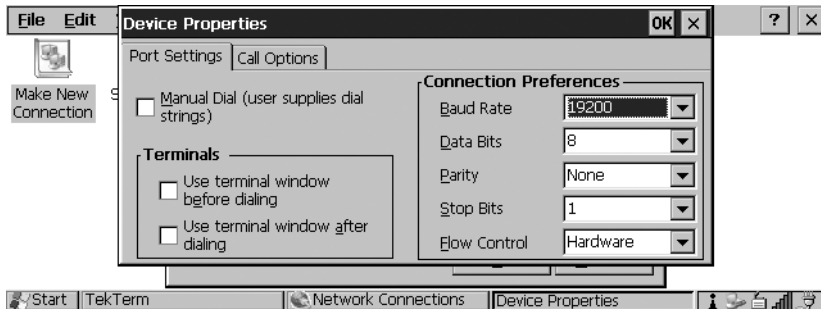 File Edit
Device Properties OK
?
Port Settings Call Options
Make New
Connection
Manual Dial (user supplies dial
strings)
Terminals
Use terminal window
before dialing
Use terminal window after
dialing
Connection Preferences
Baud Rate 19200
Data Bits 8
Parity None
Stop Bits 1
Flow Control Hardware
Start TekTerm Network Connections Device Properties